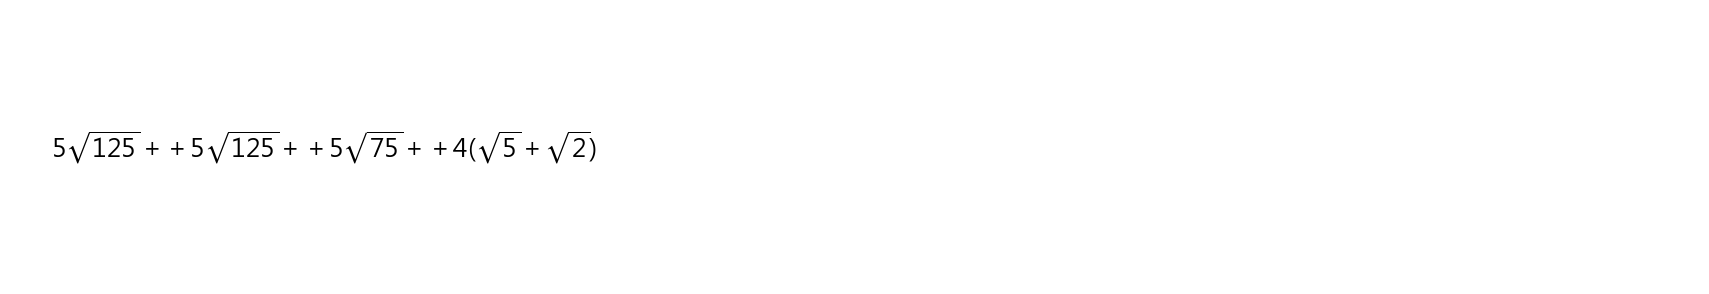 5√125 + + 5√125 + + 5√75 + + 4(√5 + √2)